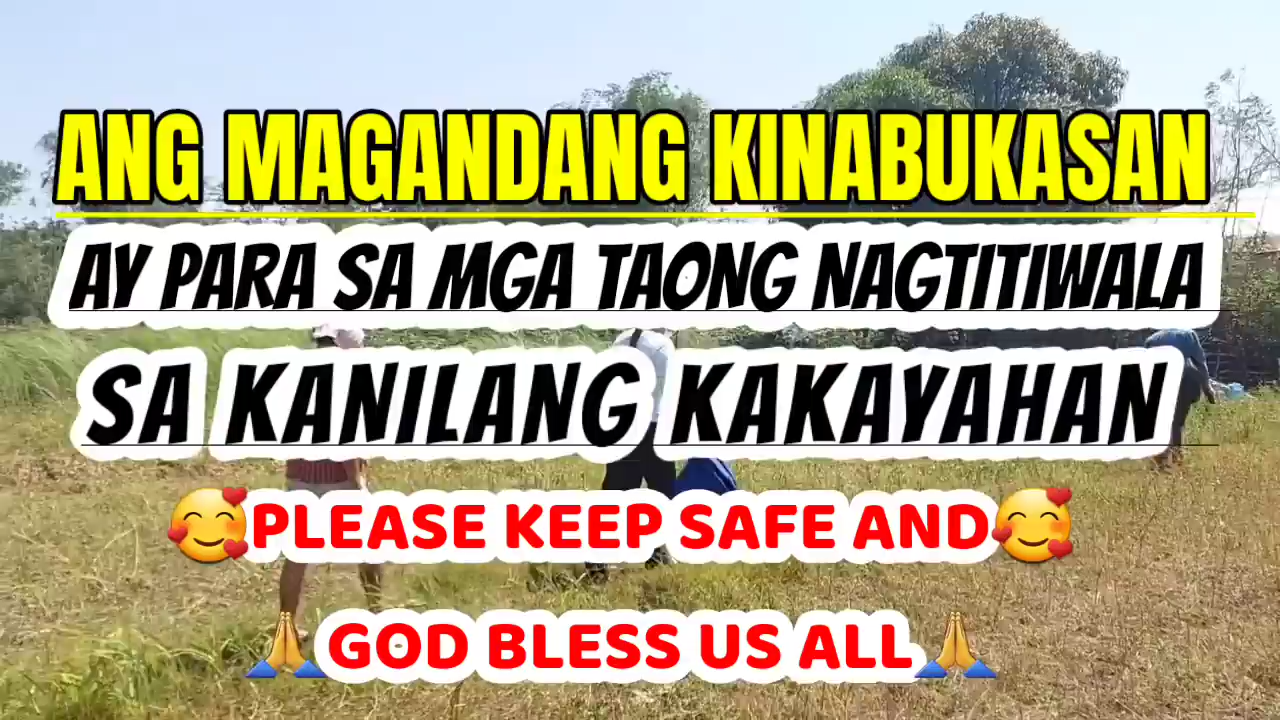 ANG MAGANDANG KINABUKASAN
AY PARA SA MGA TAONG NAGTITIWALA
SA KANILANG KAKAYAHAN
🥰PLEASE KEEP SAFE AND🥰
🙏GOD BLESS US ALL🙏